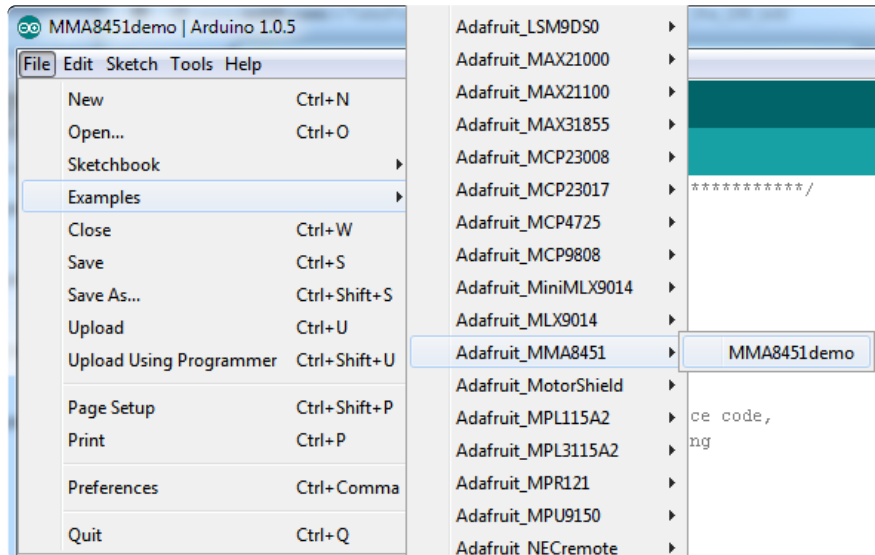 MMA8451demo | Arduino 1.0.5
File Edit Sketch Tools Help
New Ctrl+N
Open... Ctrl+O
Sketchbook
Examples
Close Ctrl+W
Save Ctrl+S
Save As... Ctrl+Shift+S
Upload Ctrl+U
Upload Using Programmer Ctrl+Shift+U
Page Setup Ctrl+Shift+P
Print Ctrl+P
Preferences Ctrl+Comma
Quit Ctrl+Q
Adafruit_LSM9DS0
Adafruit_MAX21000
Adafruit_MAX21100
Adafruit_MAX31855
Adafruit_MCP23008
Adafruit_MCP23017
Adafruit_MCP4725
Adafruit_MCP9808
Adafruit_MiniMLX9014
Adafruit_MLX9014
Adafruit_MMA8451
Adafruit_MotorShield
Adafruit_MPL115A2
Adafruit_MPL3115A2
Adafruit_MPR121
Adafruit_MPU9150
Adafruit_NECremote
MMA8451demo
***********/
ce code,
ng